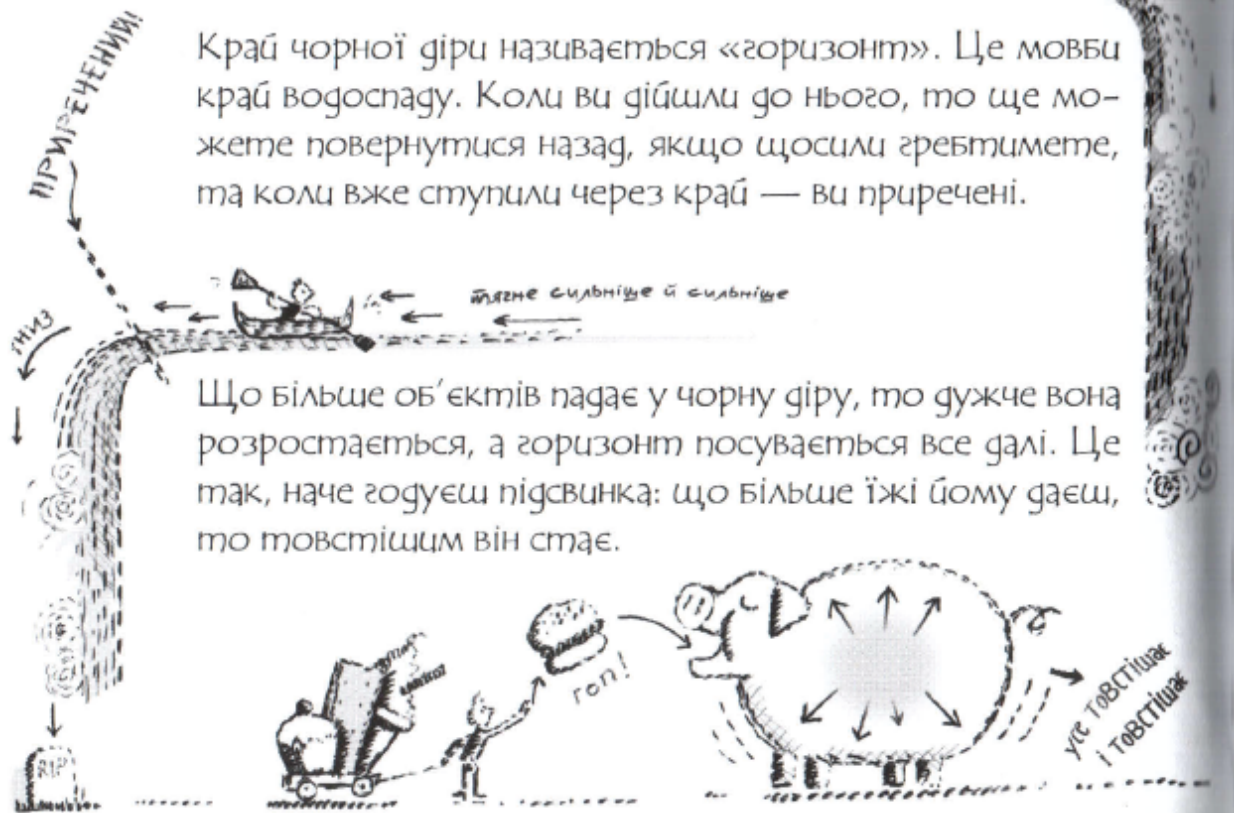 ПРИРЕЧЕНИЙ!
Край чорної діри називається «горизонт». Це мовби
край водоспаду. Коли ви дійшли до нього, то ще мо-
жете повернутися назад, якщо щосили гребтимете,
та коли вже ступили через край — ви приречені.
тягне сильніше й сильніше
Що більше об'єктів падає у чорну діру, то дужче вона
розростається, а горизонт посувається все далі. Це
так, наче годуєш підсвинка: що більше їжі йому даєш,
то товстішим він стає.
гоп!
усе товстішає
і товстішає
RIP